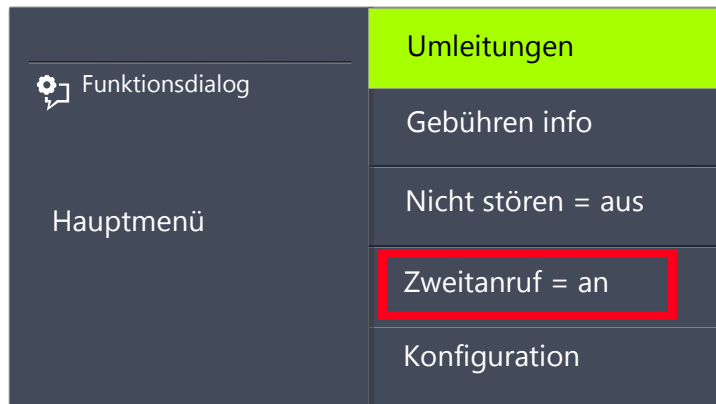 Funktionsdialog
Hauptmenü
Umleitungen
Gebühren info
Nicht stören = aus
Zweitanruf = an
Konfiguration